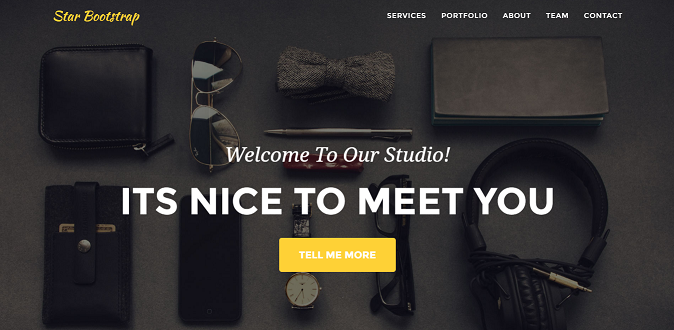 Star Bootstrap
SERVICES PORTFOLIO ABOUT TEAM CONTACT
Welcome To Our Studio!
ITS NICE TO MEET YOU
TELL ME MORE